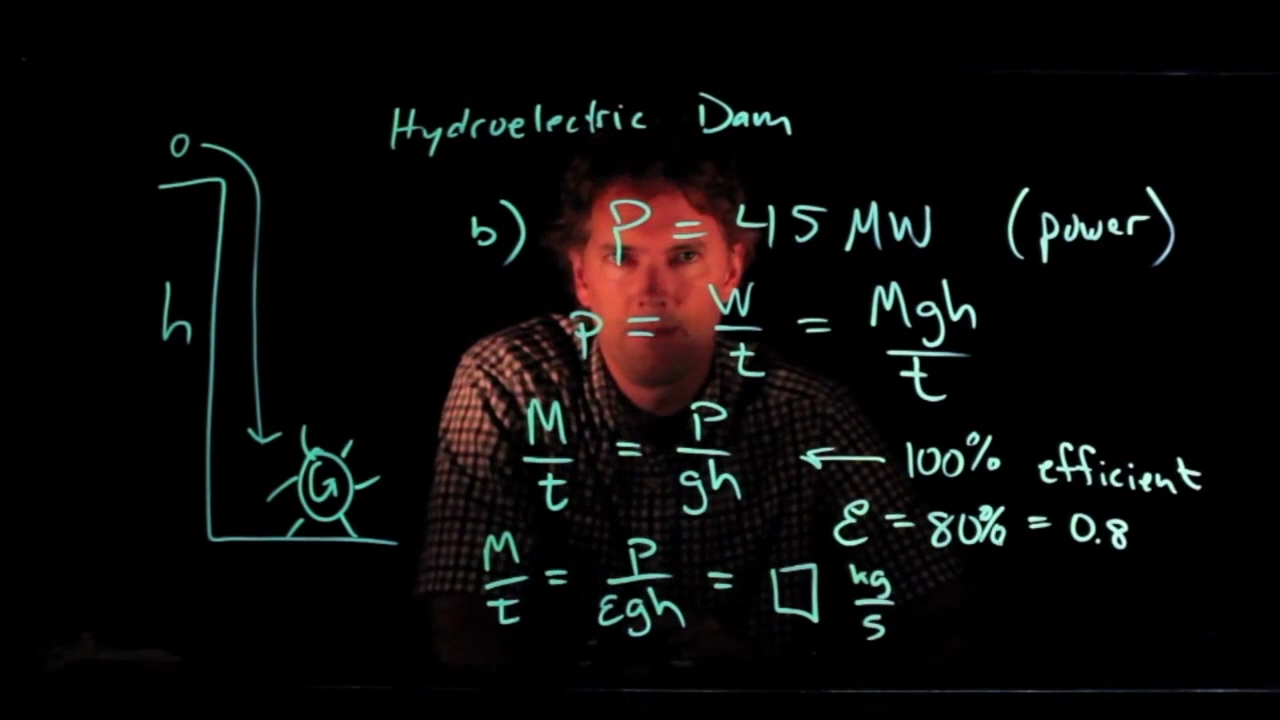 Hydroelectric Dam
b) P = 45 MW (power)
P = W/t = Mgh/t
M/t = P/gh ← 100% efficient
ε = 80% = 0.8
M/t = P/εgh = □ kg/s
0
h
G